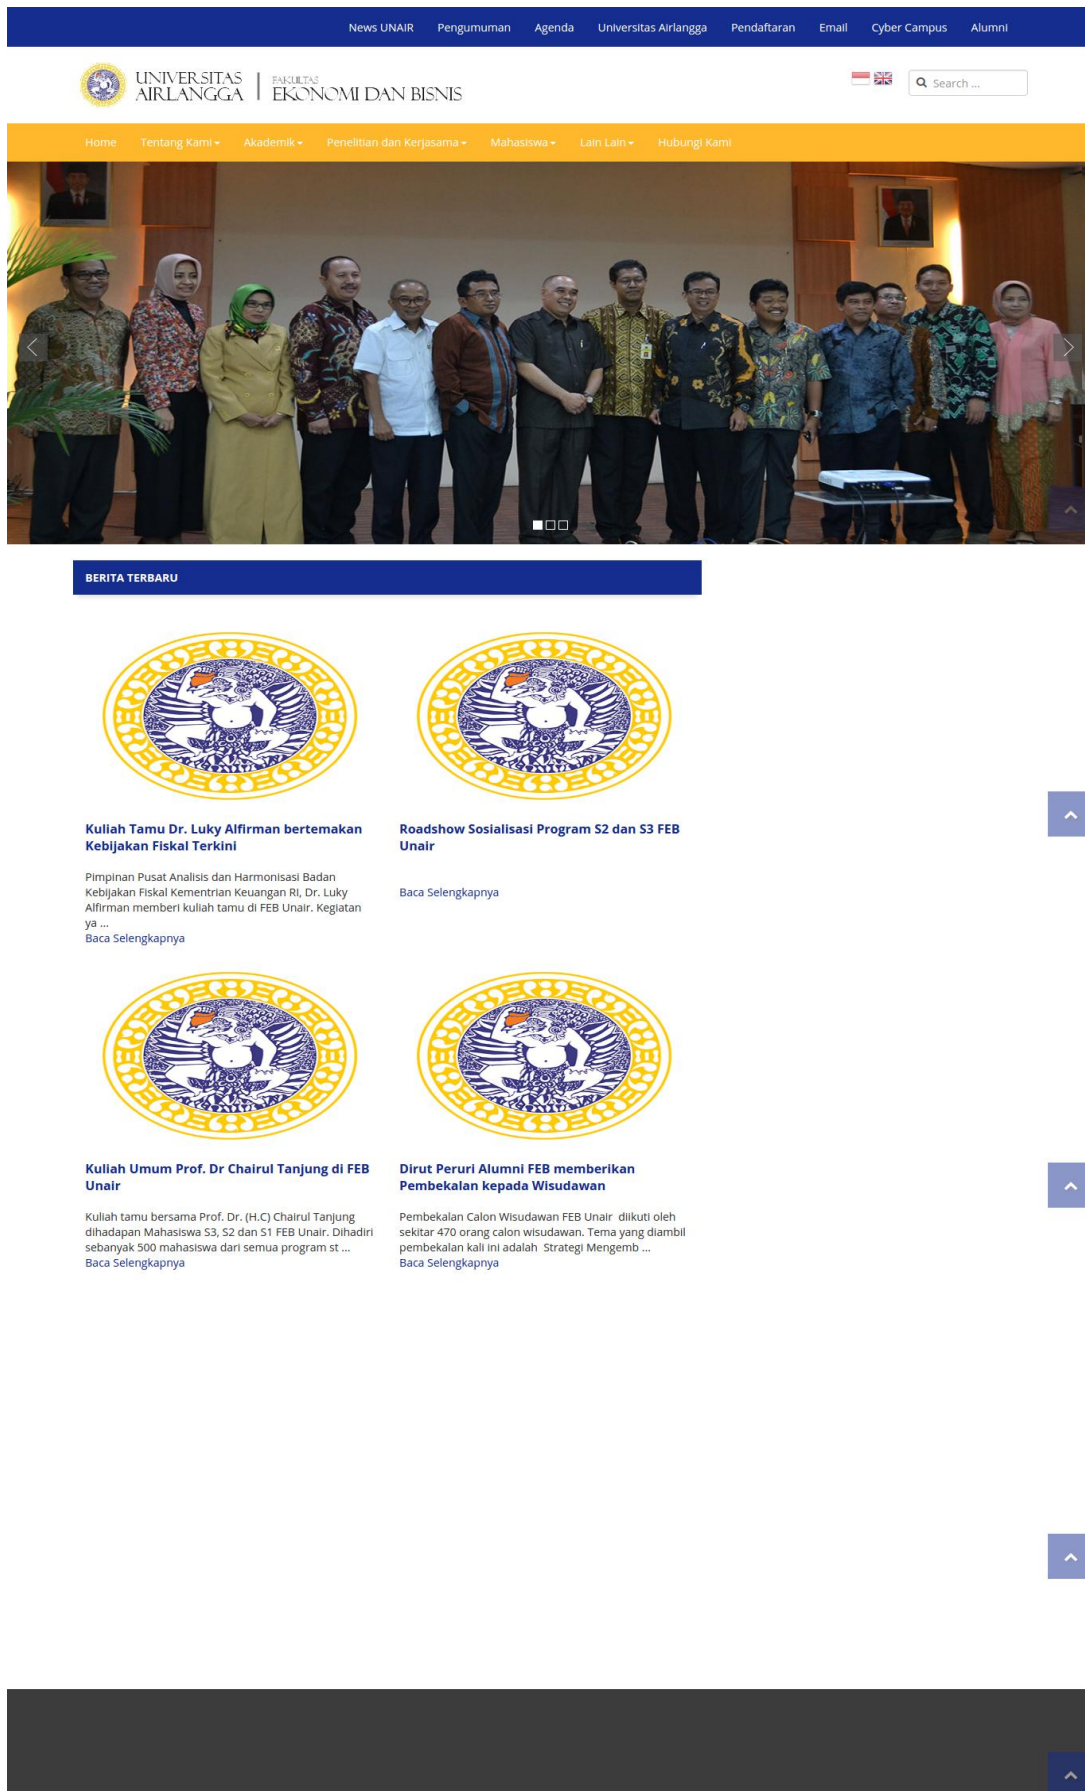 News UNAIR Pengumuman Agenda Universitas Airlangga Pendaftaran Email Cyber Campus Alumni
UNIVERSITAS AIRLANGGA | FAKULTAS EKONOMI DAN BISNIS
Search ...
Home Tentang Kami Akademik Penelitian dan Kerjasama Mahasiswa Lain Lain Hubungi Kami
BERITA TERBARU
Kuliah Tamu Dr. Luky Alfirman bertemakan
Kebijakan Fiskal Terkini
Pimpinan Pusat Analisis dan Harmonisasi Badan
Kebijakan Fiskal Kementrian Keuangan RI, Dr. Luky
Alfirman memberi kuliah tamu di FEB Unair. Kegiatan
ya ...
Baca Selengkapnya
Roadshow Sosialisasi Program S2 dan S3 FEB
Unair
Baca Selengkapnya
Kuliah Umum Prof. Dr Chairul Tanjung di FEB
Unair
Kuliah tamu bersama Prof. Dr. (H.C) Chairul Tanjung
dihadapan Mahasiswa S3, S2 dan S1 FEB Unair. Dihadiri
sebanyak 500 mahasiswa dari semua program st ...
Baca Selengkapnya
Dirut Peruri Alumni FEB memberikan
Pembekalan kepada Wisudawan
Pembekalan Calon Wisudawan FEB Unair diikuti oleh
sekitar 470 orang calon wisudawan. Tema yang diambil
pembekalan kali ini adalah Strategi Mengemb ...
Baca Selengkapnya